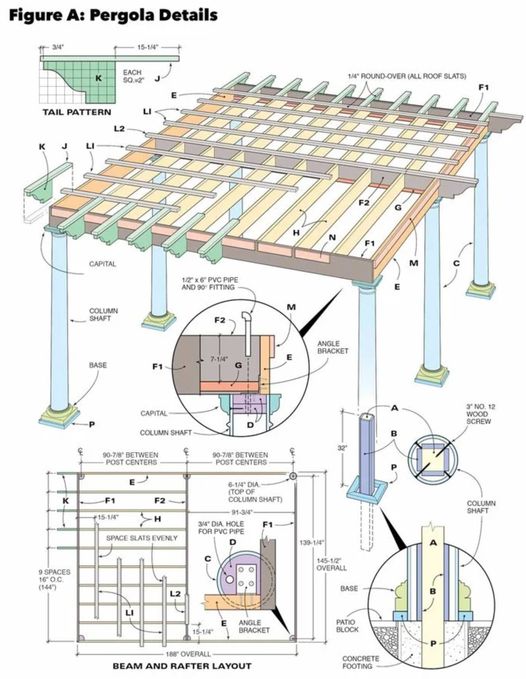 Figure A: Pergola Details
3/4"
15-1/4"
K
EACH
SQ.=2"
J
TAIL PATTERN
1/4" ROUND-OVER (ALL ROOF SLATS)
E
F1
LI
L2
LI
K
J
F2
G
H
N
F1
M
E
C
CAPITAL
1/2" x 6" PVC PIPE
AND 90° FITTING
M
F2
COLUMN
SHAFT
7-1/4"
E
ANGLE
BRACKET
F1
G
BASE
CAPITAL
D
COLUMN SHAFT
P
A
3" NO. 12
WOOD
SCREW
B
32"
P
90-7/8" BETWEEN
POST CENTERS
90-7/8" BETWEEN
POST CENTERS
E
6-1/4" DIA.
(TOP OF
COLUMN SHAFT)
K
F1
F2
91-3/4"
COLUMN
SHAFT
15-1/4"
H
3/4" DIA. HOLE
FOR PVC PIPE
F1
SPACE SLATS EVENLY
D
139-1/4"
A
C
145-1/2"
OVERALL
9 SPACES
16" O.C.
(144")
L2
BASE
B
LI
E
ANGLE
BRACKET
PATIO
BLOCK
15-1/4"
P
188" OVERALL
CONCRETE
FOOTING
BEAM AND RAFTER LAYOUT